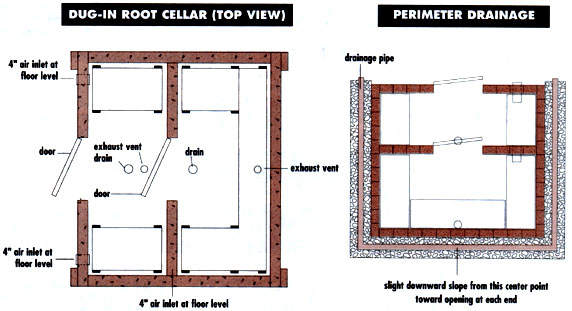 DUG-IN ROOT CELLAR (TOP VIEW)
4" air inlet at
floor level
door
exhaust vent
drain
drain
exhaust vent
door
4" air inlet at
floor level
4" air inlet at floor level
PERIMETER DRAINAGE
drainage pipe
slight downward slope from this center point
toward opening at each end